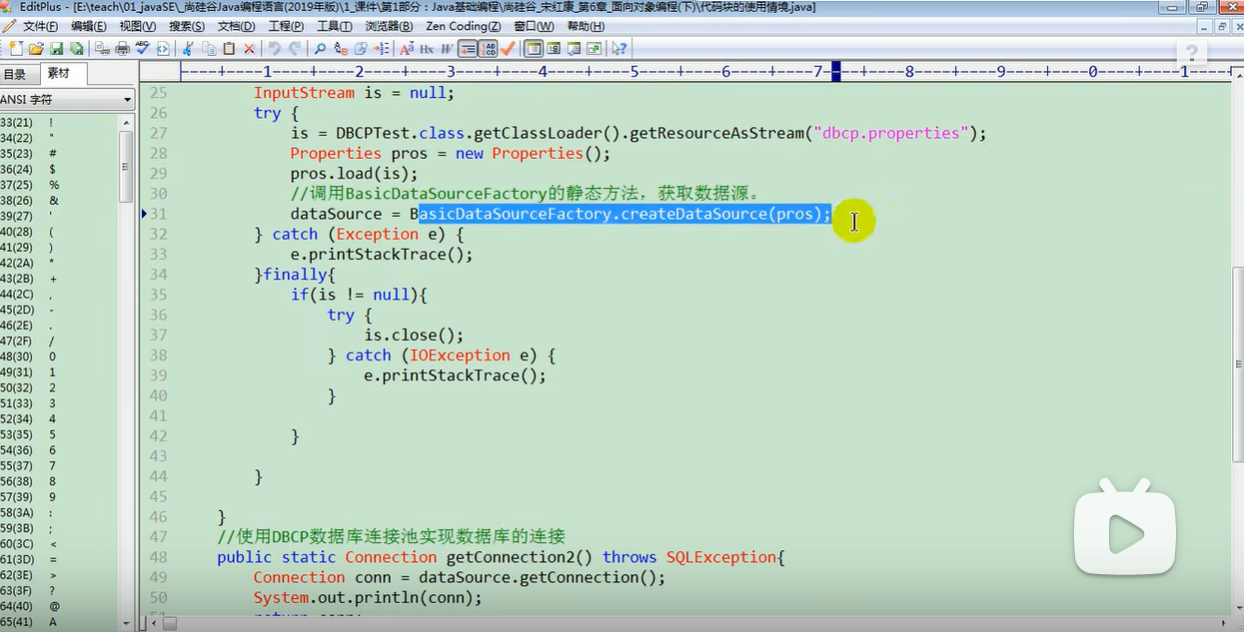 EditPlus - [E:\teach\01_javaSE\_尚硅谷Java编程语言(2019年版)\1_课件\第1部分：Java基础编程\尚硅谷_宋红康_第6章_面向对象编程(下)\代码块的使用情境.java]
文件(F) 编辑(E) 视图(V) 搜索(S) 文档(D) 工程(P) 工具(T) 浏览器(B) Zen Coding(Z) 窗口(W) 帮助(H)
目录 素材
----+----1----+----2----+----3----+----4----+----5----+----6----+----7----+----8----+----9----+----0----+----1----+
ANSI 字符
33(21) !
34(22) "
35(23) #
36(24) $
37(25) %
38(26) &
39(27) '
40(28) (
41(29) )
42(2A) *
43(2B) +
44(2C) ,
45(2D) -
46(2E) .
47(2F) /
48(30) 0
49(31) 1
50(32) 2
51(33) 3
52(34) 4
53(35) 5
54(36) 6
55(37) 7
56(38) 8
57(39) 9
58(3A) :
59(3B) ;
60(3C) <
61(3D) =
62(3E) >
63(3F) ?
64(40) @
65(41) A
25 InputStream is = null;
26 try {
27 is = DBCPTest.class.getClassLoader().getResourceAsStream("dbcp.properties");
28 Properties pros = new Properties();
29 pros.load(is);
30 //调用BasicDataSourceFactory的静态方法，获取数据源。
31 dataSource = BasicDataSourceFactory.createDataSource(pros);
32 } catch (Exception e) {
33 e.printStackTrace();
34 }finally{
35 if(is != null){
36 try {
37 is.close();
38 } catch (IOException e) {
39 e.printStackTrace();
40 }
41
42 }
43
44 }
45
46 }
47 //使用DBCP数据库连接池实现数据库的连接
48 public static Connection getConnection2() throws SQLException{
49 Connection conn = dataSource.getConnection();
50 System.out.println(conn);